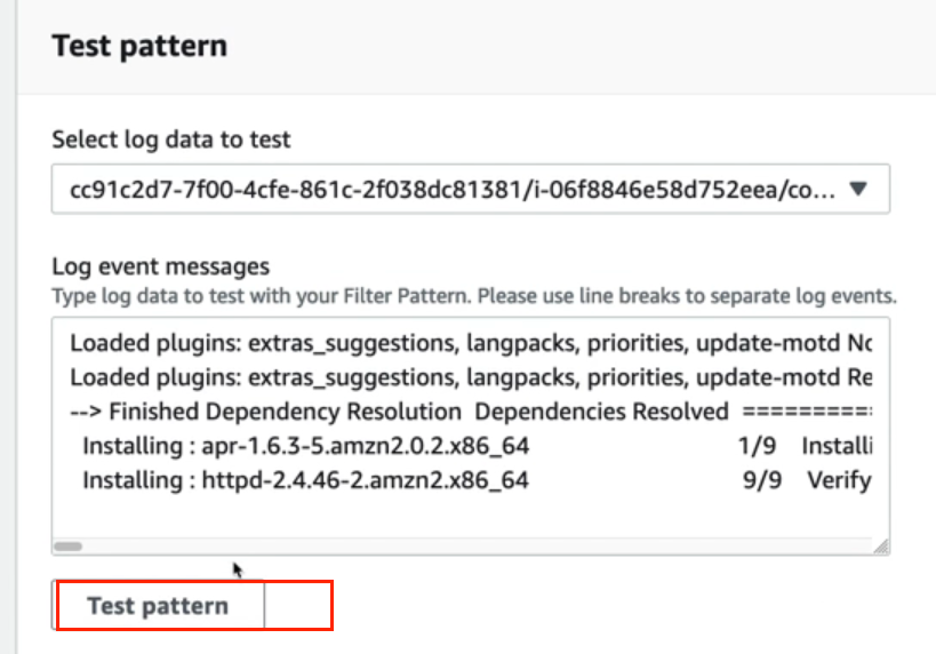 Test pattern
Select log data to test
cc91c2d7-7f00-4cfe-861c-2f038dc81381/i-06f8846e58d752eea/co...
Log event messages
Type log data to test with your Filter Pattern. Please use line breaks to separate log events.
Loaded plugins: extras_suggestions, langpacks, priorities, update-motd Nc
Loaded plugins: extras_suggestions, langpacks, priorities, update-motd Re
--> Finished Dependency Resolution Dependencies Resolved ==========
Installing : apr-1.6.3-5.amzn2.0.2.x86_64 1/9 Installi
Installing : httpd-2.4.46-2.amzn2.x86_64 9/9 Verify
Test pattern